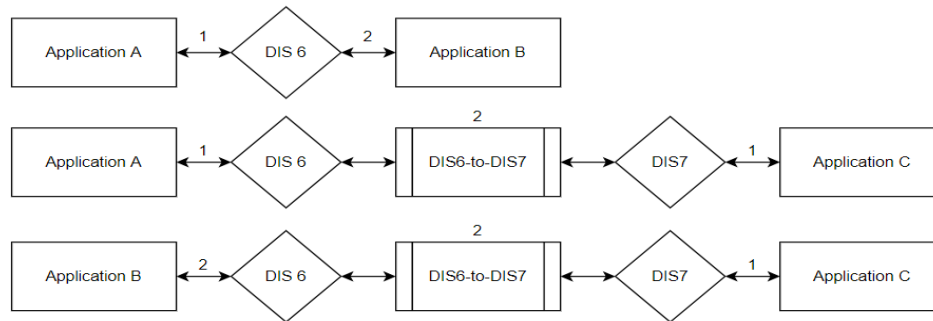 1 2
Application A DIS 6 Application B
2
1 1
Application A DIS 6 DIS6-to-DIS7 DIS7 Application C
2
2 1
Application B DIS 6 DIS6-to-DIS7 DIS7 Application C